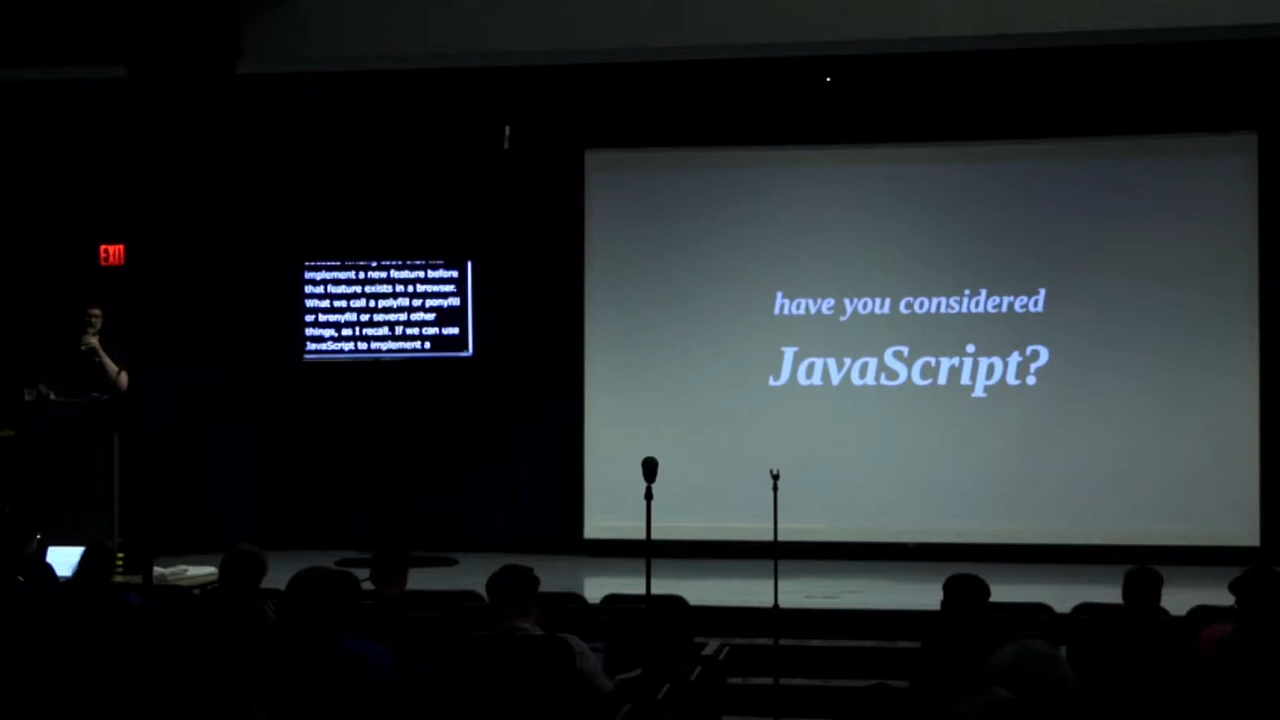 EXIT
implement a new feature before
that feature exists in a browser.
What we call a polyfill or ponyfill
or bronyfill or several other
things, as I recall. If we can use
JavaScript to implement a
have you considered
JavaScript?